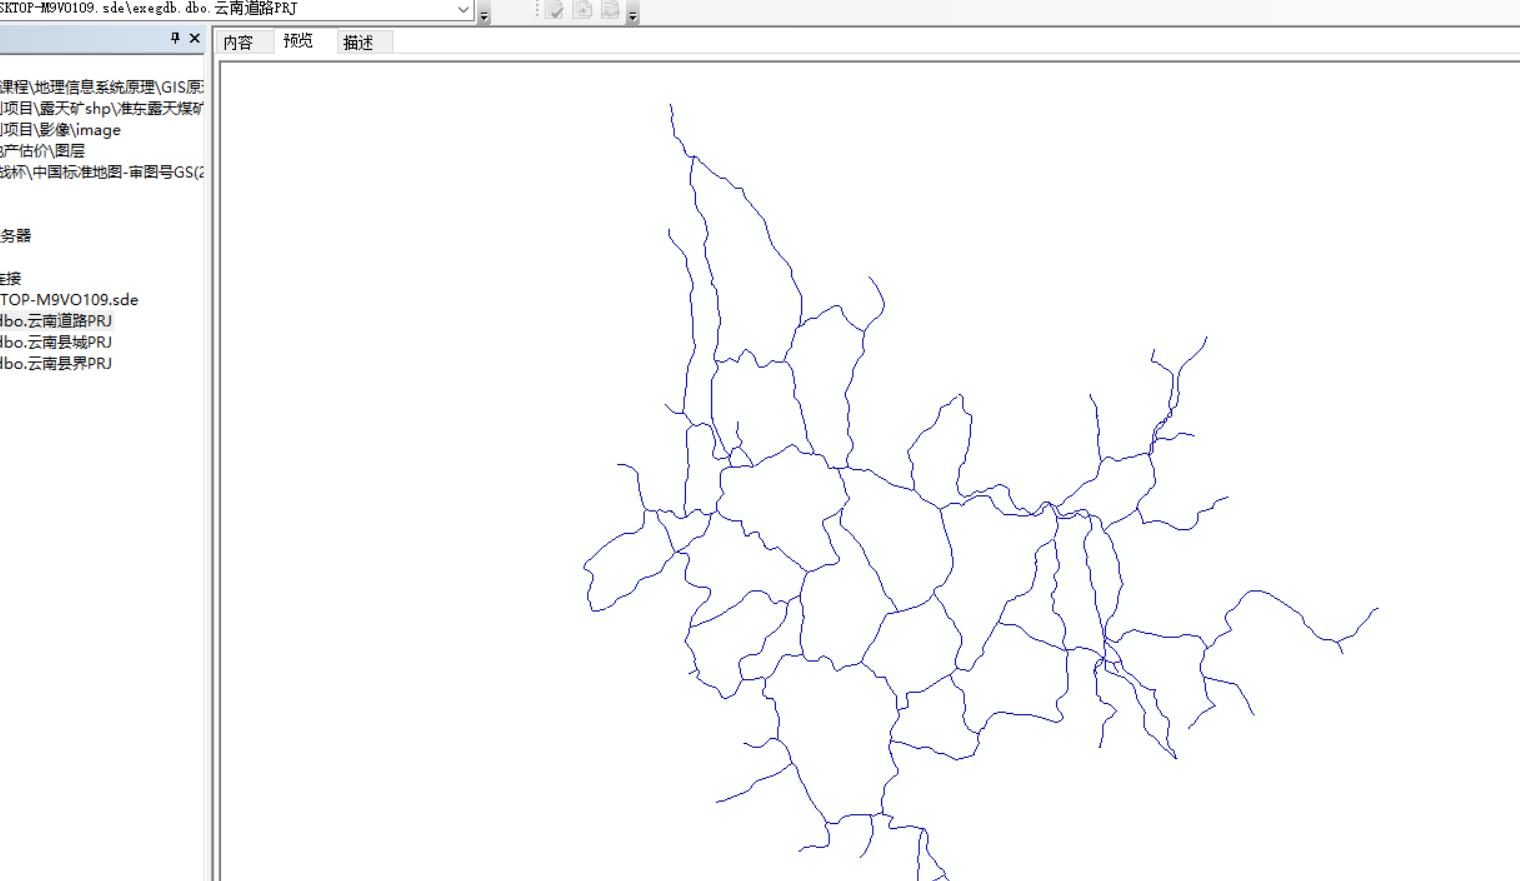 SKTOP-M9VO109.sde\exegdb.dbo.云南道路PRJ
内容 预览 描述
课程\地理信息系统原理\GIS原
项目\露天矿shp\准东露天煤矿
项目\影像\image
产估价\图层
战杯\中国标准地图-审图号GS(2
务器
连接
TOP-M9VO109.sde
dbo.云南道路PRJ
dbo.云南县城PRJ
dbo.云南县界PRJ